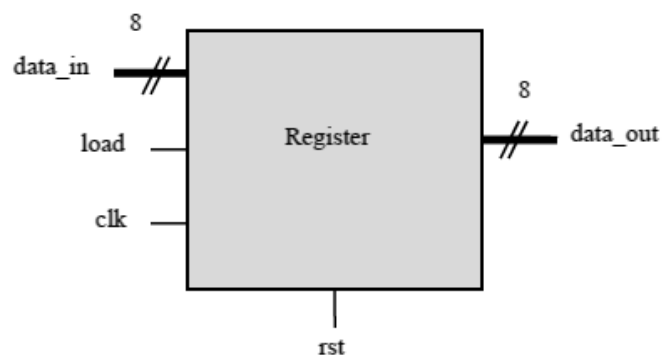 8
data_in
8
load
Register
data_out
clk
rst